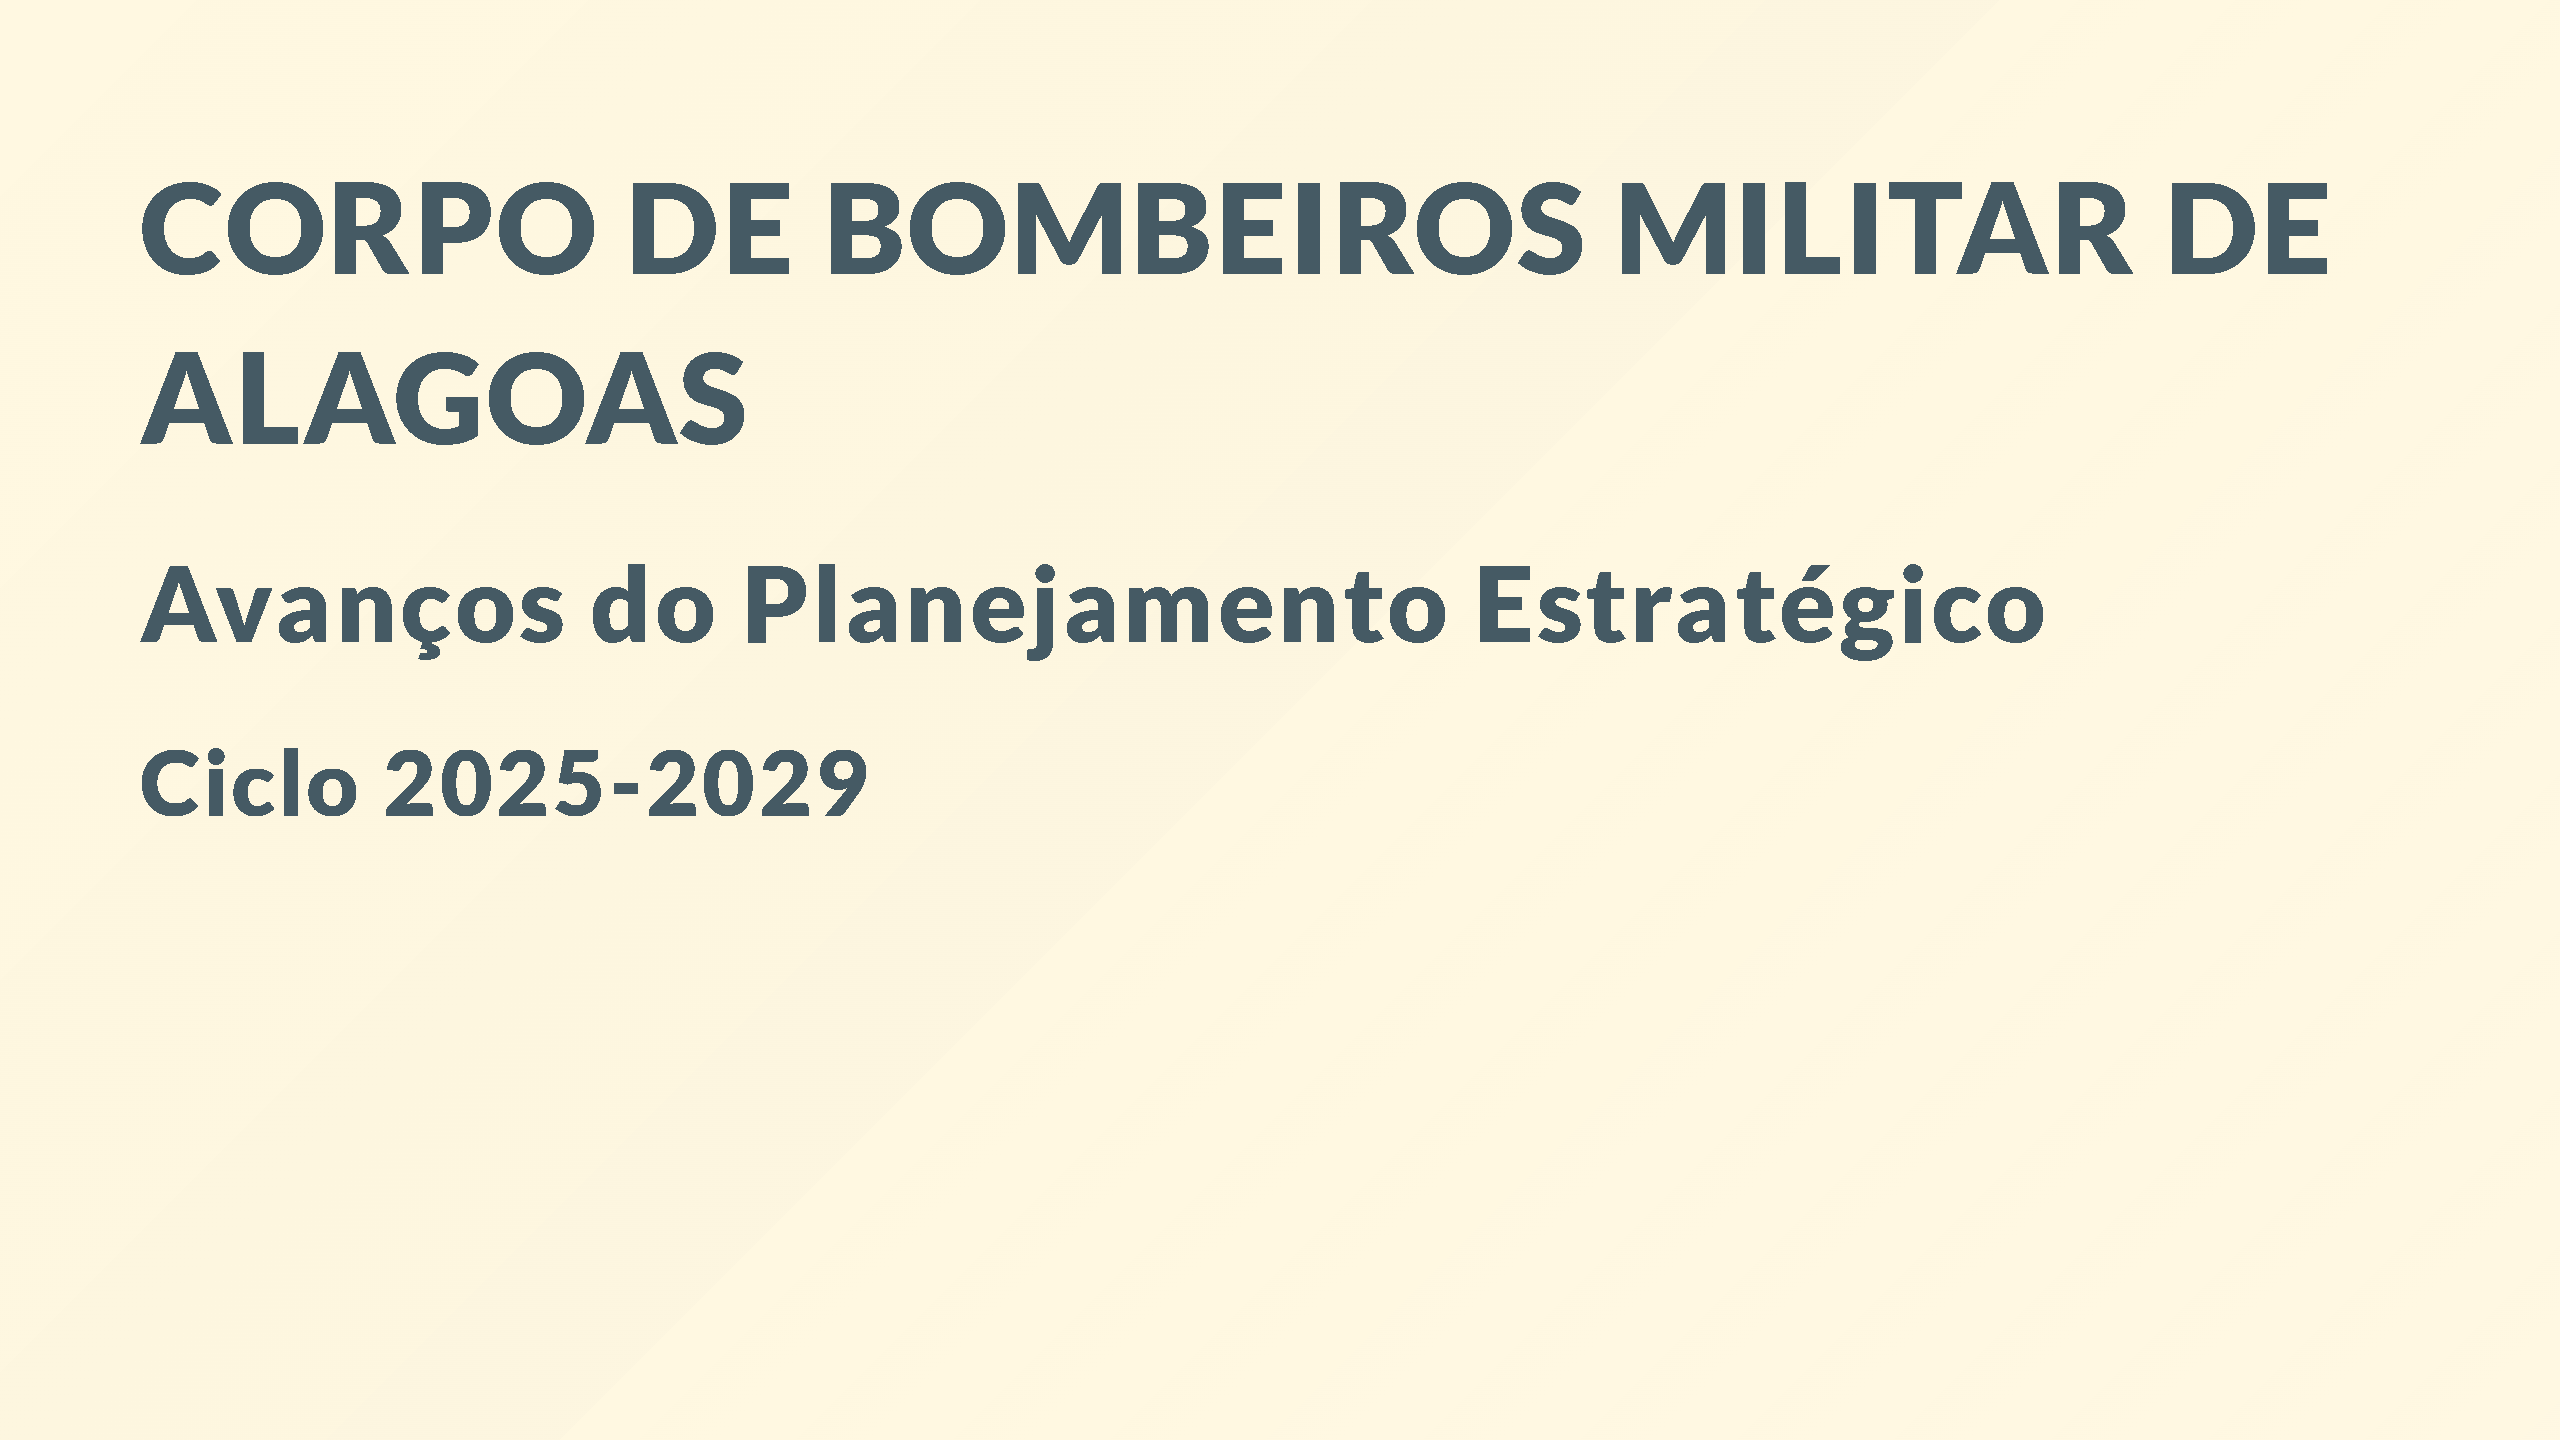 CORPO DE BOMBEIROS MILITAR DE
ALAGOAS
Avanços do Planejamento Estratégico
Ciclo 2025-2029